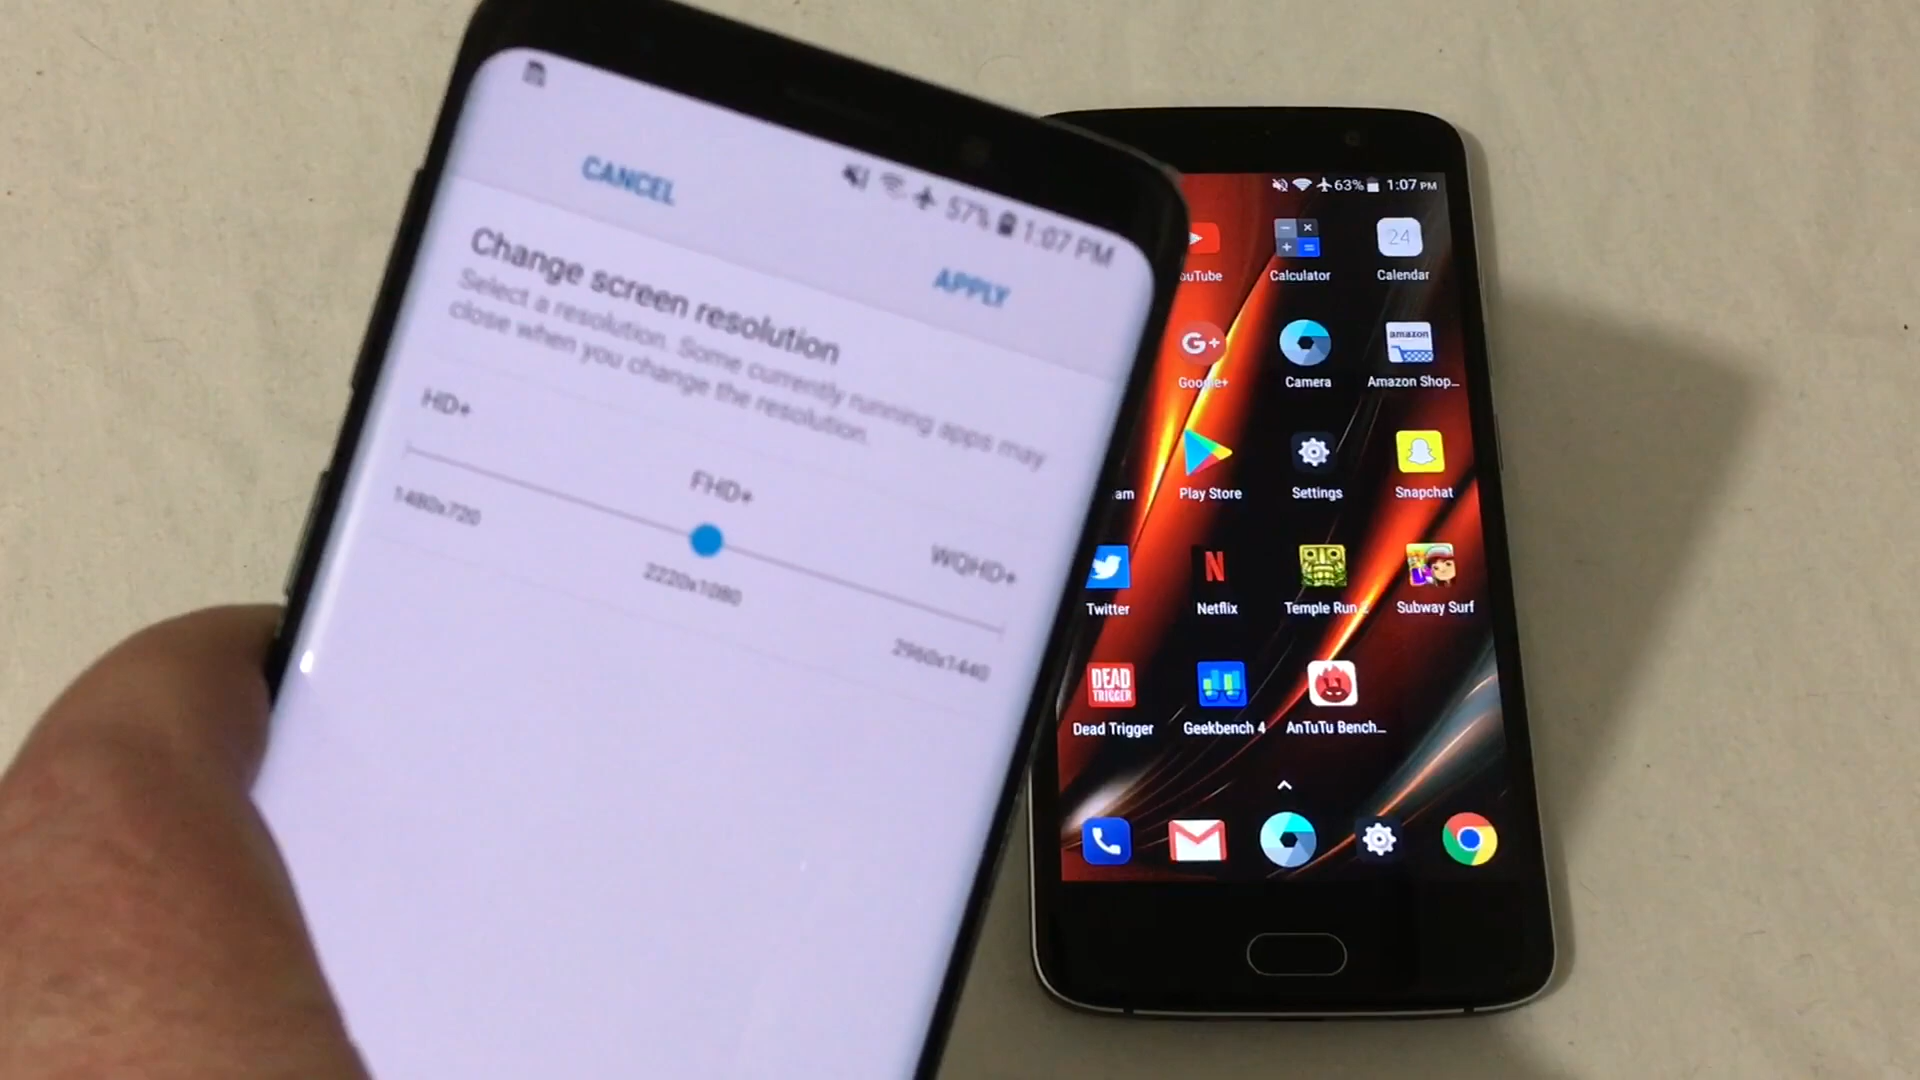 57% 1:07 PM
CANCEL
APPLY
Change screen resolution
Select a resolution. Some currently running apps may
close when you change the resolution.
HD+
FHD+
WQHD+
1480x720
2220x1080
2960x1440
63% 1:07 PM
24
ouTube
Calculator
Calendar
G+
amazon
Google+
Camera
Amazon Shop...
am
Play Store
Settings
Snapchat
N
Twitter
Netflix
Temple Run 2
Subway Surf
DEAD
TRIGGER
Dead Trigger
Geekbench 4
AnTuTu Bench...